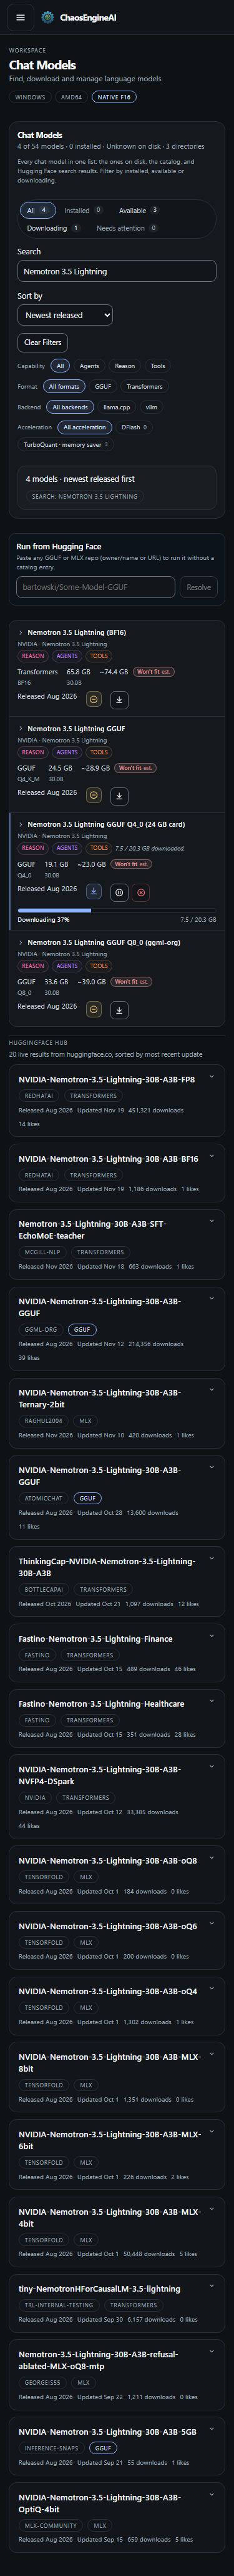 ChaosEngineAI
WORKSPACE
Chat Models
Find, download and manage language models
WINDOWS AMD64 NATIVE F16
Chat Models
4 of 54 models · 0 installed · Unknown on disk · 3 directories
Every chat model in one list: the ones on disk, the catalog, and
Hugging Face search results. Filter by installed, available or
downloading.
All 4 Installed 0 Available 3
Downloading 1 Needs attention 0
Search
Nemotron 3.5 Lightning
Sort by
Newest released
Clear Filters
Capability All Agents Reason Tools
Format All formats GGUF Transformers
Backend All backends llama.cpp vllm
Acceleration All acceleration DFlash 0
TurboQuant · memory saver 3
4 models · newest released first
SEARCH: NEMOTRON 3.5 LIGHTNING
Run from Hugging Face
Paste any GGUF or MLX repo (owner/name or URL) to run it without a
catalog entry.
bartowski/Some-Model-GGUF Resolve
Nemotron 3.5 Lightning (BF16)
NVIDIA · Nemotron 3.5 Lightning
REASON AGENTS TOOLS
Transformers 65.8 GB ~74.4 GB Won't fit est.
BF16 30.0B
Released Aug 2026
Nemotron 3.5 Lightning GGUF
NVIDIA · Nemotron 3.5 Lightning
REASON AGENTS TOOLS
GGUF 24.5 GB ~28.9 GB Won't fit est.
Q4_K_M 30.0B
Released Aug 2026
Nemotron 3.5 Lightning GGUF Q4_0 (24 GB card)
NVIDIA · Nemotron 3.5 Lightning
REASON AGENTS TOOLS 7.5 / 20.3 GB downloaded.
GGUF 19.1 GB ~23.0 GB Won't fit est.
Q4_0 30.0B
Released Aug 2026
Downloading 37% 7.5 / 20.3 GB
Nemotron 3.5 Lightning GGUF Q8_0 (ggml-org)
NVIDIA · Nemotron 3.5 Lightning
REASON AGENTS TOOLS
GGUF 33.6 GB ~39.0 GB Won't fit est.
Q8_0 30.0B
Released Aug 2026
HUGGINGFACE HUB
20 live results from huggingface.co, sorted by most recent update
NVIDIA-Nemotron-3.5-Lightning-30B-A3B-FP8
REDHATAI TRANSFORMERS
Released Aug 2026 Updated Nov 19 451,321 downloads
14 likes
NVIDIA-Nemotron-3.5-Lightning-30B-A3B-BF16
REDHATAI TRANSFORMERS
Released Aug 2026 Updated Nov 19 1,186 downloads 1 likes
Nemotron-3.5-Lightning-30B-A3B-SFT-
EchoMoE-teacher
MCGILL-NLP TRANSFORMERS
Released Nov 2026 Updated Nov 18 663 downloads 1 likes
NVIDIA-Nemotron-3.5-Lightning-30B-A3B-
GGUF
GGML-ORG GGUF
Released Aug 2026 Updated Nov 12 214,356 downloads
39 likes
NVIDIA-Nemotron-3.5-Lightning-30B-A3B-
Ternary-2bit
RAGHUL2004 MLX
Released Nov 2026 Updated Nov 10 420 downloads 1 likes
NVIDIA-Nemotron-3.5-Lightning-30B-A3B-
GGUF
ATOMICCHAT GGUF
Released Aug 2026 Updated Oct 28 13,600 downloads
11 likes
ThinkingCap-NVIDIA-Nemotron-3.5-Lightning-
30B-A3B
BOTTLECAPAI TRANSFORMERS
Released Oct 2026 Updated Oct 21 1,097 downloads 12 likes
Fastino-Nemotron-3.5-Lightning-Finance
FASTINO TRANSFORMERS
Released Aug 2026 Updated Oct 15 489 downloads 46 likes
Fastino-Nemotron-3.5-Lightning-Healthcare
FASTINO TRANSFORMERS
Released Aug 2026 Updated Oct 15 351 downloads 28 likes
NVIDIA-Nemotron-3.5-Lightning-30B-A3B-
NVFP4-DSpark
NVIDIA TRANSFORMERS
Released Aug 2026 Updated Oct 12 33,385 downloads
44 likes
NVIDIA-Nemotron-3.5-Lightning-30B-A3B-oQ8
TENSORFOLD MLX
Released Aug 2026 Updated Oct 1 184 downloads 0 likes
NVIDIA-Nemotron-3.5-Lightning-30B-A3B-oQ6
TENSORFOLD MLX
Released Aug 2026 Updated Oct 1 200 downloads 0 likes
NVIDIA-Nemotron-3.5-Lightning-30B-A3B-oQ4
TENSORFOLD MLX
Released Aug 2026 Updated Oct 1 1,302 downloads 1 likes
NVIDIA-Nemotron-3.5-Lightning-30B-A3B-MLX-
8bit
TENSORFOLD MLX
Released Aug 2026 Updated Oct 1 1,351 downloads 0 likes
NVIDIA-Nemotron-3.5-Lightning-30B-A3B-MLX-
6bit
TENSORFOLD MLX
Released Aug 2026 Updated Oct 1 226 downloads 2 likes
NVIDIA-Nemotron-3.5-Lightning-30B-A3B-MLX-
4bit
TENSORFOLD MLX
Released Aug 2026 Updated Oct 1 50,448 downloads 5 likes
tiny-NemotronHForCausalLM-3.5-lightning
TRL-INTERNAL-TESTING TRANSFORMERS
Released Aug 2026 Updated Sep 30 6,157 downloads 0 likes
Nemotron-3.5-Lightning-30B-A3B-refusal-
ablated-MLX-oQ8-mtp
GEORGEIS55 MLX
Released Aug 2026 Updated Sep 22 1,211 downloads 0 likes
NVIDIA-Nemotron-3.5-Lightning-30B-A3B-5GB
INFERENCE-SNAPS GGUF
Released Aug 2026 Updated Sep 21 55 downloads 1 likes
NVIDIA-Nemotron-3.5-Lightning-30B-A3B-
OptiQ-4bit
MLX-COMMUNITY MLX
Released Aug 2026 Updated Sep 15 659 downloads 5 likes